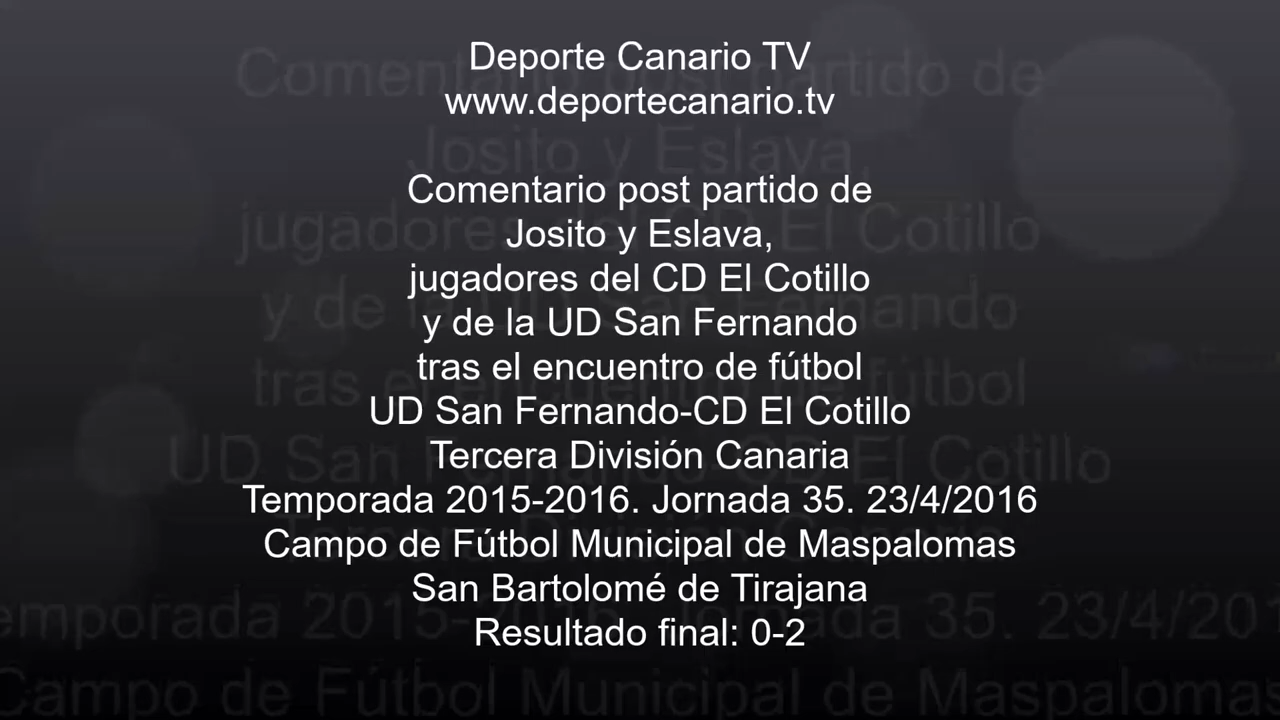 Deporte Canario TV
www.deportecanario.tv
Comentario post partido de
Josito y Eslava,
jugadores del CD El Cotillo
y de la UD San Fernando
tras el encuentro de fútbol
UD San Fernando-CD El Cotillo
Tercera División Canaria
Temporada 2015-2016. Jornada 35. 23/4/2016
Campo de Fútbol Municipal de Maspalomas
San Bartolomé de Tirajana
Resultado final: 0-2